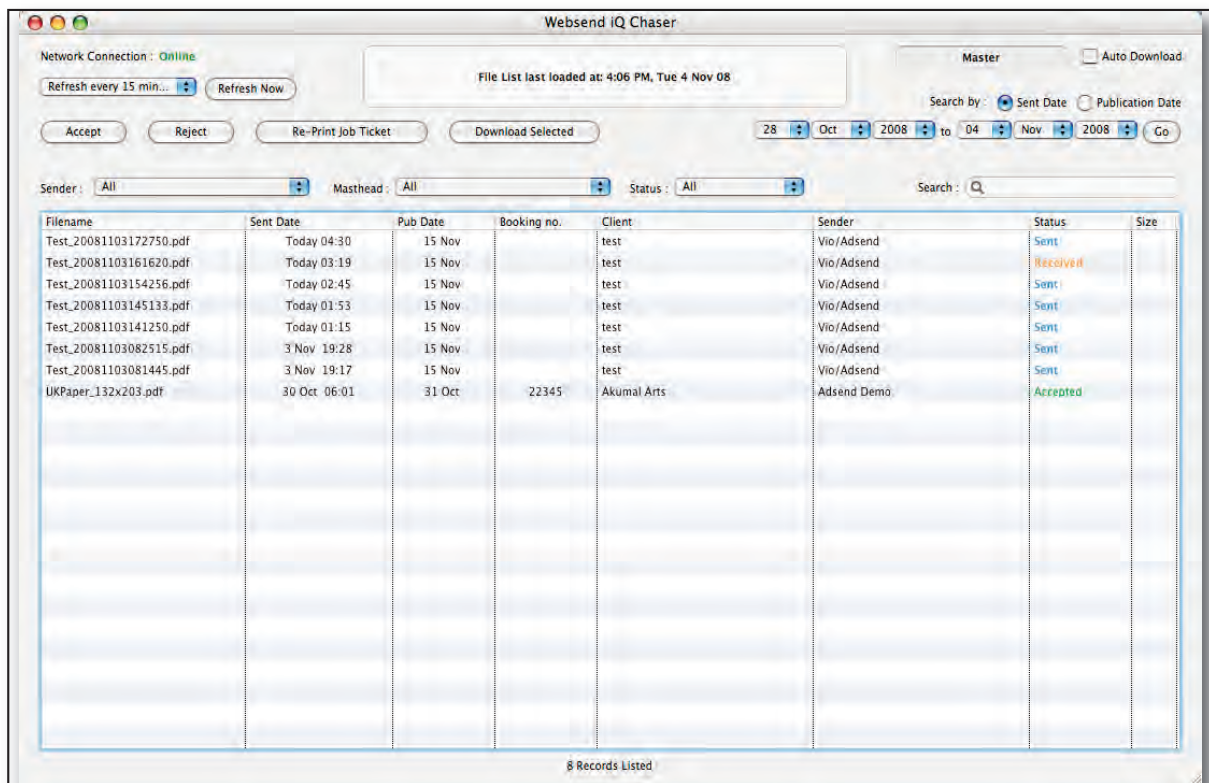 Websend iQ Chaser
Network Connection : Online
File List last loaded at: 4:06 PM, Tue 4 Nov 08
Master
Auto Download
Refresh every 15 min...
Refresh Now
Search by :
Sent Date
Publication Date
Accept
Reject
Re-Print Job Ticket
Download Selected
28 Oct 2008 to 04 Nov 2008 Go
Sender : All
Masthead : All
Status : All
Search :
Filename Sent Date Pub Date Booking no. Client Sender Status Size
Test_20081103172750.pdf Today 04:30 15 Nov test Vio/Adsend Sent
Test_20081103161620.pdf Today 03:19 15 Nov test Vio/Adsend Received
Test_20081103154256.pdf Today 02:45 15 Nov test Vio/Adsend Sent
Test_20081103145133.pdf Today 01:53 15 Nov test Vio/Adsend Sent
Test_20081103141250.pdf Today 01:15 15 Nov test Vio/Adsend Sent
Test_20081103082515.pdf 3 Nov 19:28 15 Nov test Vio/Adsend Sent
Test_20081103081445.pdf 3 Nov 19:17 15 Nov test Vio/Adsend Sent
UKPaper_132x203.pdf 30 Oct 06:01 31 Oct 22345 Akumal Arts Adsend Demo Accepted
8 Records Listed